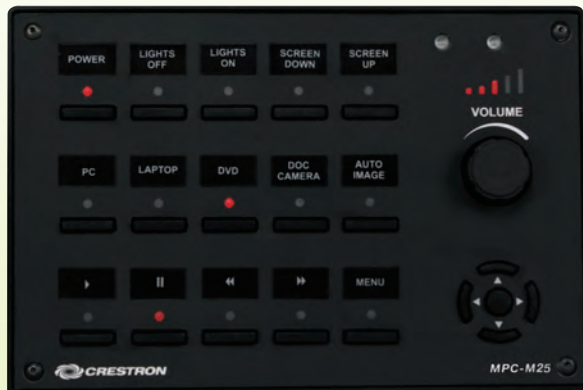 POWER
LIGHTS
OFF
LIGHTS
ON
SCREEN
DOWN
SCREEN
UP
VOLUME
PC
LAPTOP
DVD
DOC
CAMERA
AUTO
IMAGE
MENU
CRESTRON
MPC-M25